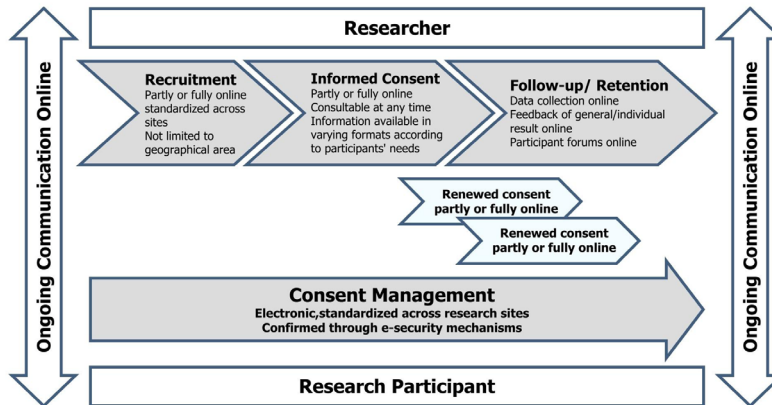 Ongoing Communication Online
Researcher
Recruitment
Partly or fully online
standardized across
sites
Not limited to
geographical area
Informed Consent
Partly or fully online
Consultable at any time
Information available in
varying formats according
to participants' needs
Follow-up/ Retention
Data collection online
Feedback of general/individual
result online
Participant forums online
Renewed consent
partly or fully online
Renewed consent
partly or fully online
Consent Management
Electronic,standardized across research sites
Confirmed through e-security mechanisms
Research Participant
Ongoing Communication Online